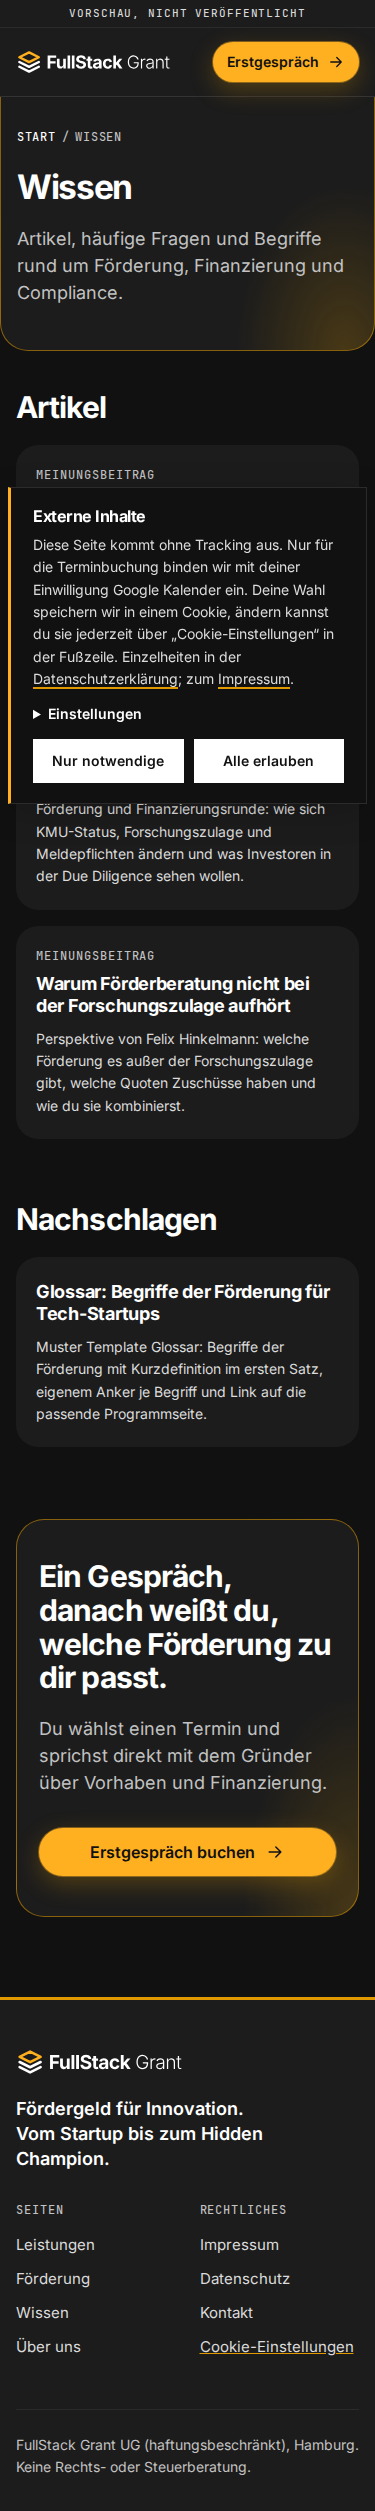 VORSCHAU, NICHT VERÖFFENTLICHT
FullStack Grant
Erstgespräch →
START / WISSEN
Wissen
Artikel, häufige Fragen und Begriffe
rund um Förderung, Finanzierung und
Compliance.
Artikel
MEINUNGSBEITRAG
Externe Inhalte
Diese Seite kommt ohne Tracking aus. Nur für
die Terminbuchung binden wir mit deiner
Einwilligung Google Kalender ein. Deine Wahl
speichern wir in einem Cookie, ändern kannst
du sie jederzeit über „Cookie-Einstellungen“ in
der Fußzeile. Einzelheiten in der
Datenschutzerklärung; zum Impressum.
▶ Einstellungen
Nur notwendige
Alle erlauben
Förderung und Finanzierungsrunde: wie sich
KMU-Status, Forschungszulage und
Meldepflichten ändern und was Investoren in
der Due Diligence sehen wollen.
MEINUNGSBEITRAG
Warum Förderberatung nicht bei
der Forschungszulage aufhört
Perspektive von Felix Hinkelmann: welche
Förderung es außer der Forschungszulage
gibt, welche Quoten Zuschüsse haben und
wie du sie kombinierst.
Nachschlagen
Glossar: Begriffe der Förderung für
Tech-Startups
Muster Template Glossar: Begriffe der
Förderung mit Kurzdefinition im ersten Satz,
eigenem Anker je Begriff und Link auf die
passende Programmseite.
Ein Gespräch,
danach weißt du,
welche Förderung zu
dir passt.
Du wählst einen Termin und
sprichst direkt mit dem Gründer
über Vorhaben und Finanzierung.
Erstgespräch buchen →
FullStack Grant
Fördergeld für Innovation.
Vom Startup bis zum Hidden
Champion.
SEITEN
Leistungen
Förderung
Wissen
Über uns
RECHTLICHES
Impressum
Datenschutz
Kontakt
Cookie-Einstellungen
FullStack Grant UG (haftungsbeschränkt), Hamburg.
Keine Rechts- oder Steuerberatung.